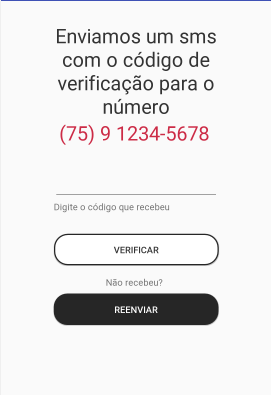 Enviamos um sms
com o código de
verificação para o
número
(75) 9 1234-5678
Digite o código que recebeu
VERIFICAR
Não recebeu?
REENVIAR